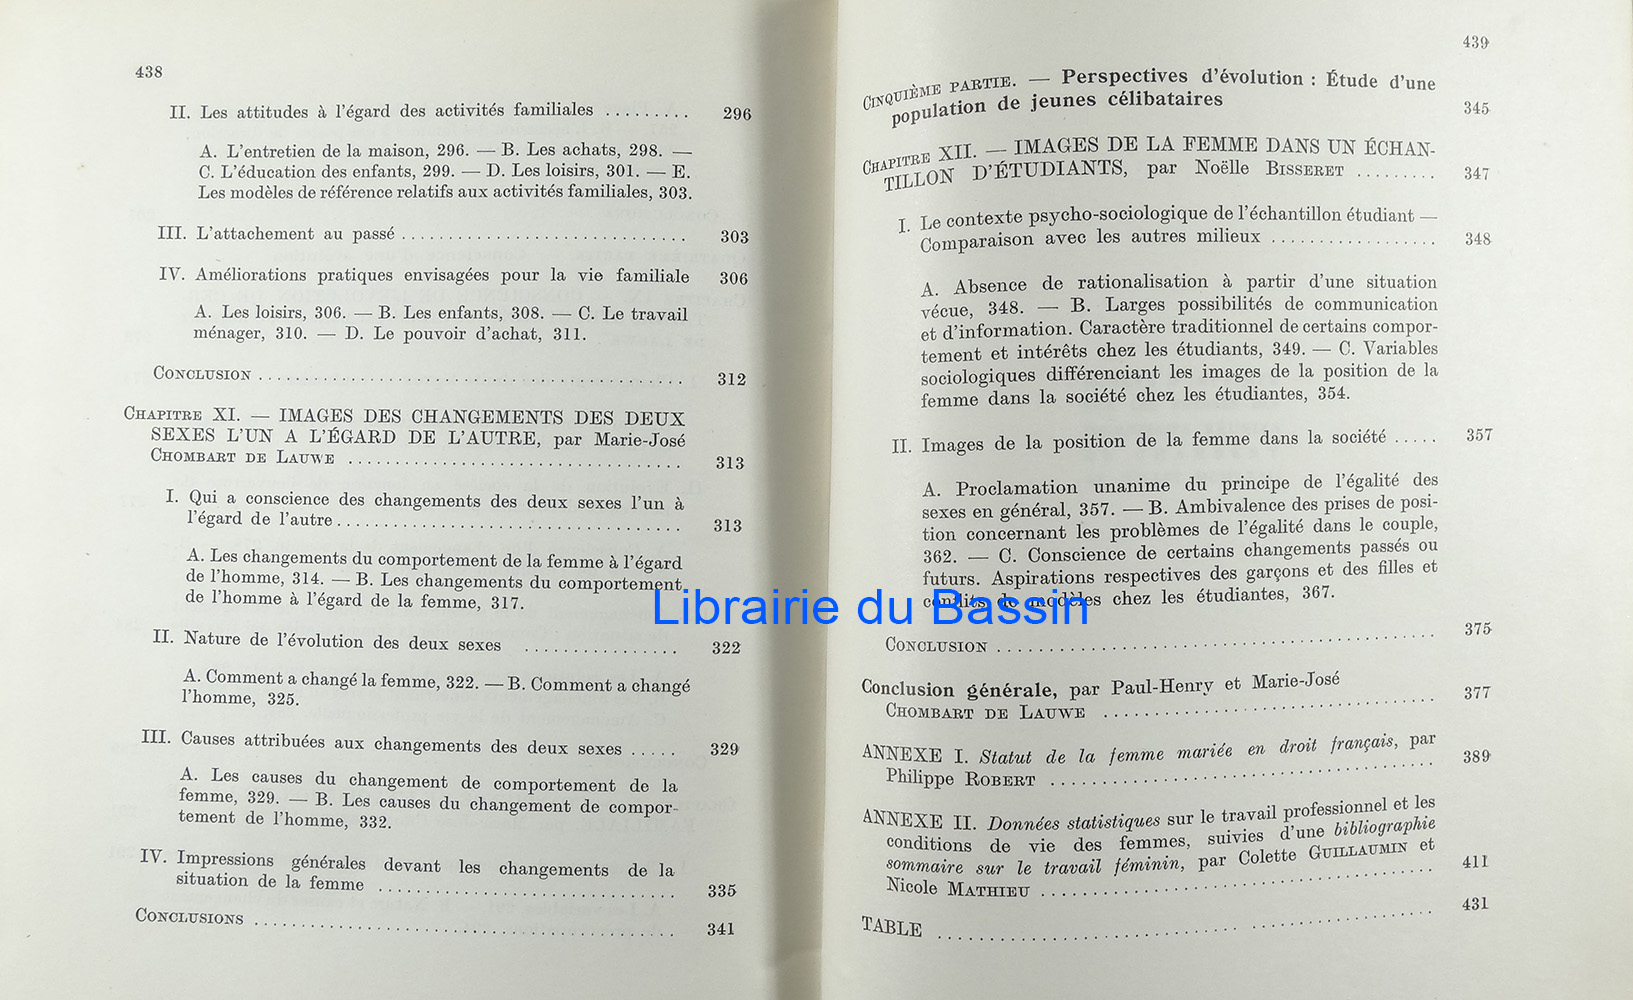 438
II. Les attitudes à l'égard des activités familiales ......... 296
A. L'entretien de la maison, 296. — B. Les achats, 298. —
C. L'éducation des enfants, 299. — D. Les loisirs, 301. — E.
Les modèles de référence relatifs aux activités familiales, 303.
III. L'attachement au passé ............................... 303
IV. Améliorations pratiques envisagées pour la vie familiale 306
A. Les loisirs, 306. — B. Les enfants, 308. — C. Le travail
ménager, 310. — D. Le pouvoir d'achat, 311.
CONCLUSION ............................................... 312
CHAPITRE XI. — IMAGES DES CHANGEMENTS DES DEUX
SEXES L'UN A L'ÉGARD DE L'AUTRE, par Marie-José
CHOMBART DE LAUWE ..................................... 313
I. Qui a conscience des changements des deux sexes l'un à
l'égard de l'autre ...................................... 313
A. Les changements du comportement de la femme à l'égard
de l'homme, 314. — B. Les changements du comportement
de l'homme à l'égard de la femme, 317.
II. Nature de l'évolution des deux sexes ................. 322
A. Comment a changé la femme, 322. — B. Comment a changé
l'homme, 325.
III. Causes attribuées aux changements des deux sexes ..... 329
A. Les causes du changement de comportement de la
femme, 329. — B. Les causes du changement de compor-
tement de l'homme, 332.
IV. Impressions générales devant les changements de la
situation de la femme ................................. 335
CONCLUSIONS .............................................. 341
439
CINQUIÈME PARTIE. — Perspectives d'évolution : Étude d'une
population de jeunes célibataires 345
CHAPITRE XII. — IMAGES DE LA FEMME DANS UN ÉCHAN-
TILLON D'ÉTUDIANTS, par Noëlle BISSERET ......... 347
I. Le contexte psycho-sociologique de l'échantillon étudiant —
Comparaison avec les autres milieux .................. 348
A. Absence de rationalisation à partir d'une situation
vécue, 348. — B. Larges possibilités de communication
et d'information. Caractère traditionnel de certains compor-
tement et intérêts chez les étudiants, 349. — C. Variables
sociologiques différenciant les images de la position de la
femme dans la société chez les étudiantes, 354.
II. Images de la position de la femme dans la société ..... 357
A. Proclamation unanime du principe de l'égalité des
sexes en général, 357. — B. Ambivalence des prises de posi-
tion concernant les problèmes de l'égalité dans le couple,
362. — C. Conscience de certains changements passés ou
futurs. Aspirations respectives des garçons et des filles et
conflits de modèles chez les étudiantes, 367.
Librairie du Bassin
CONCLUSION ............................................... 375
Conclusion générale, par Paul-Henry et Marie-José
CHOMBART DE LAUWE ................................... 377
ANNEXE I. Statut de la femme mariée en droit français, par
Philippe ROBERT ......................................... 389
ANNEXE II. Données statistiques sur le travail professionnel et les
conditions de vie des femmes, suivies d'une bibliographie
sommaire sur le travail féminin, par Colette GUILLAUMIN et
Nicole MATHIEU .......................................... 411
TABLE .................................................... 431